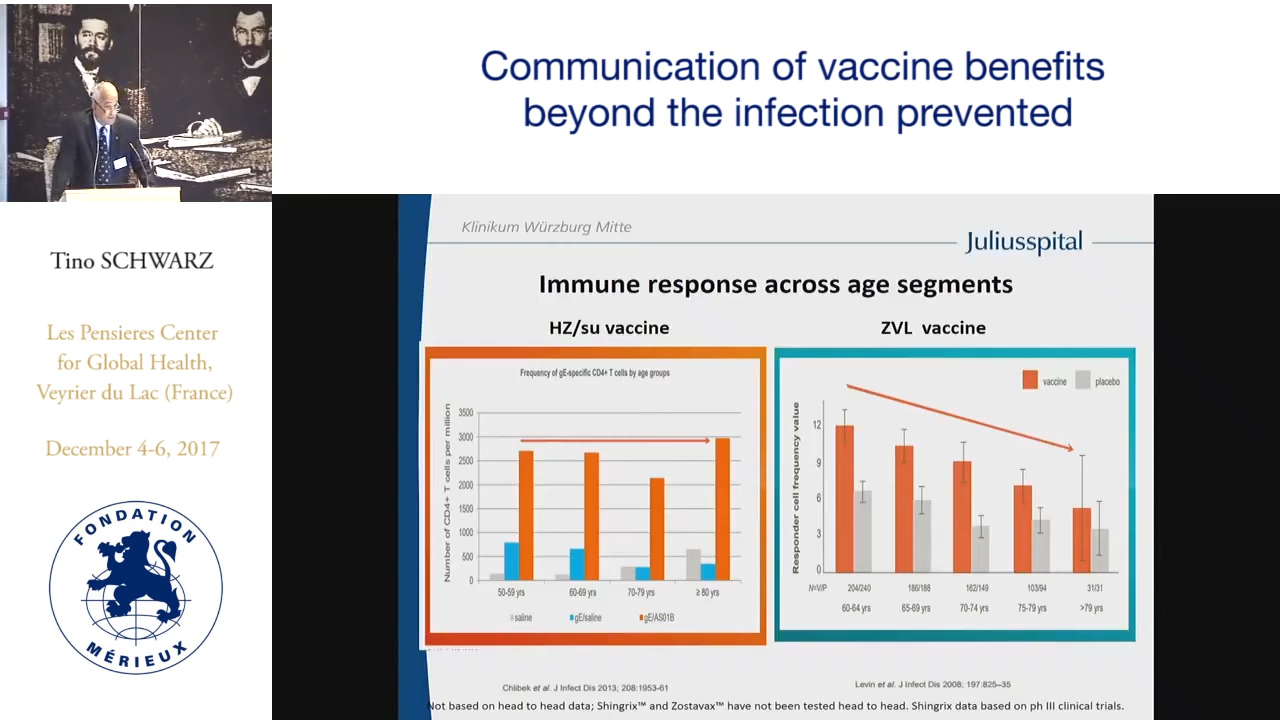 Communication of vaccine benefits
beyond the infection prevented
Tino SCHWARZ
Les Pensieres Center
for Global Health,
Veyrier du Lac (France)
December 4-6, 2017
FONDATION
MÉRIEUX
Klinikum Würzburg Mitte
Juliusspital
Immune response across age segments
HZ/su vaccine
Frequency of gE-specific CD4+ T cells by age groups
Number of CD4+ T cells per million
3500
3000
2500
2000
1500
1000
500
0
50-59 yrs 60-69 yrs 70-79 yrs ≥ 80 yrs
saline gE/saline gE/AS01B
Chlibek et al. J Infect Dis 2013; 208:1953-61
ZVL vaccine
vaccine placebo
Responder cell frequency value
12
9
6
3
0
N=V/P 204/240 186/188 162/149 103/94 31/31
60-64 yrs 65-69 yrs 70-74 yrs 75-79 yrs >79 yrs
Levin et al. J Infect Dis 2008; 197:825–35
Not based on head to head data; Shingrix™ and Zostavax™ have not been tested head to head. Shingrix data based on ph III clinical trials.